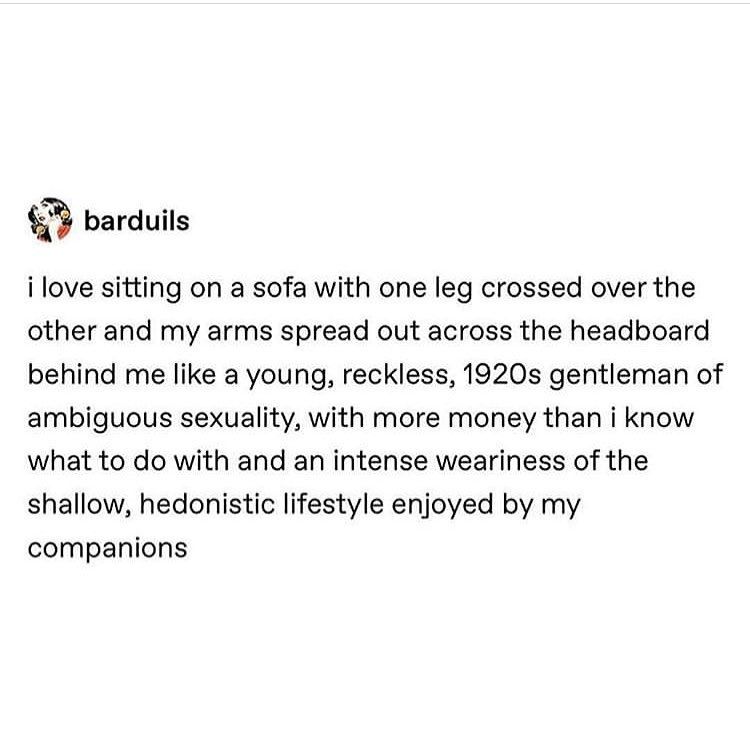 barduils
i love sitting on a sofa with one leg crossed over the
other and my arms spread out across the headboard
behind me like a young, reckless, 1920s gentleman of
ambiguous sexuality, with more money than i know
what to do with and an intense weariness of the
shallow, hedonistic lifestyle enjoyed by my
companions